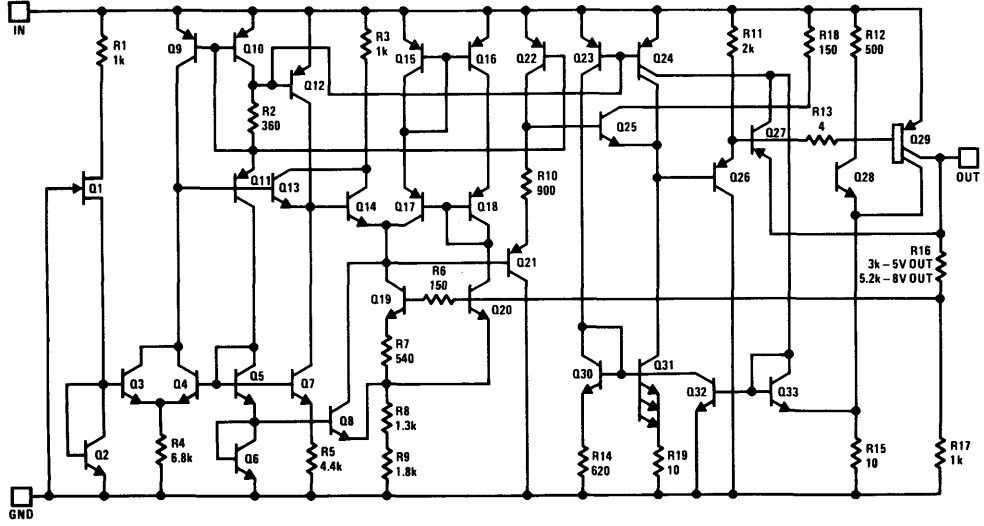 IN
R1
1k
Q9
Q10
Q12
R2
360
R3
1k
Q15
Q16
Q22
Q23
Q24
R11
2k
R18
150
R12
500
Q25
Q27
R13
4
Q29
OUT
Q1
Q11
Q13
Q14
Q17
Q18
R10
900
Q26
Q28
R16
3k – 5V OUT
5.2k – 8V OUT
Q21
R6
150
Q19
Q20
R7
540
Q3
Q4
Q5
Q7
Q8
R8
1.3k
Q30
Q31
Q32
Q33
Q2
R4
6.8k
Q6
R5
4.4k
R9
1.8k
R14
620
R19
10
R15
10
R17
1k
GND